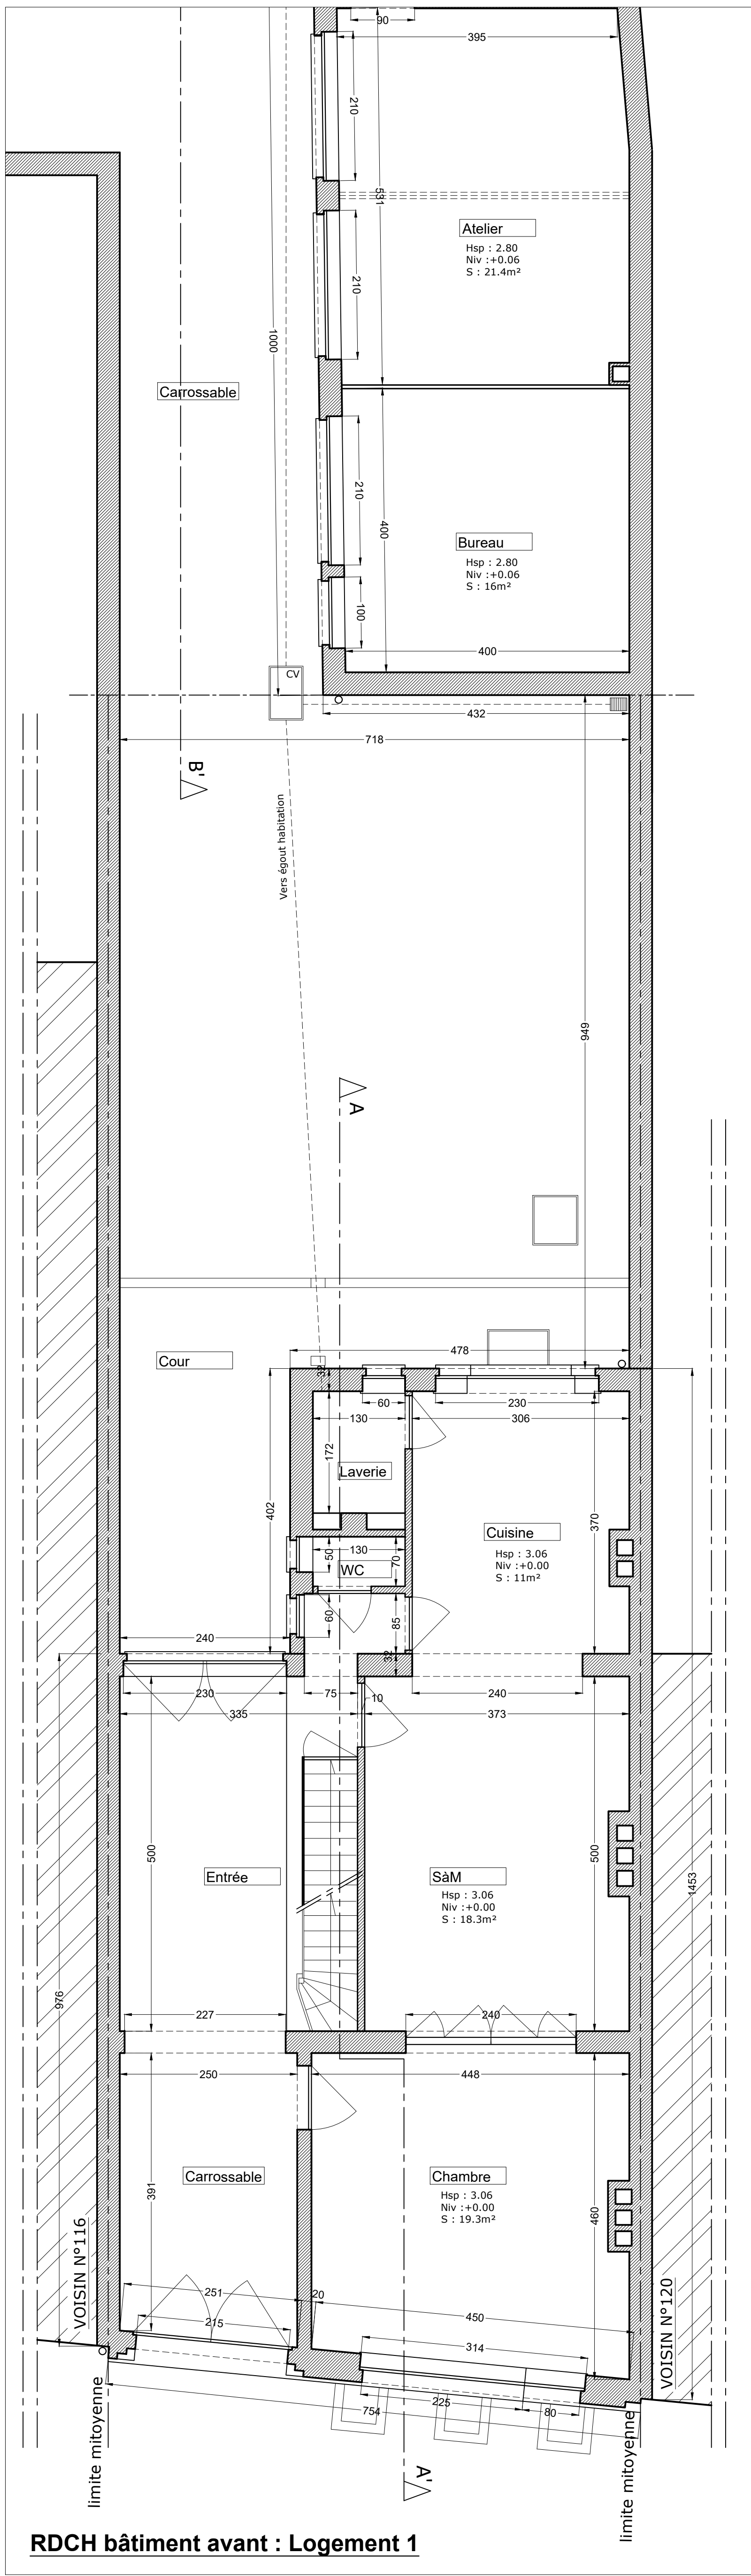 90
395
210
531
Atelier
Hsp : 2.80
Niv :+0.06
S : 21.4m²
210
1000
Carrossable
210
400
Bureau
Hsp : 2.80
Niv :+0.06
S : 16m²
100
400
CV
432
718
B'
Vers égout habitation
949
A
Cour
478
32
60
230
130
306
172
Laverie
402
370
Cuisine
Hsp : 3.06
Niv :+0.00
S : 11m²
130
50
70
WC
60
85
240
32
230
75
240
10
335
373
500
500
Entrée
SàM
Hsp : 3.06
Niv :+0.00
S : 18.3m²
1453
976
227
240
250
448
391
Carrossable
Chambre
Hsp : 3.06
Niv :+0.00
S : 19.3m²
460
VOISIN N°116
VOISIN N°120
251
20
215
450
314
225
80
754
limite mitoyenne
limite mitoyenne
A'
RDCH bâtiment avant : Logement 1